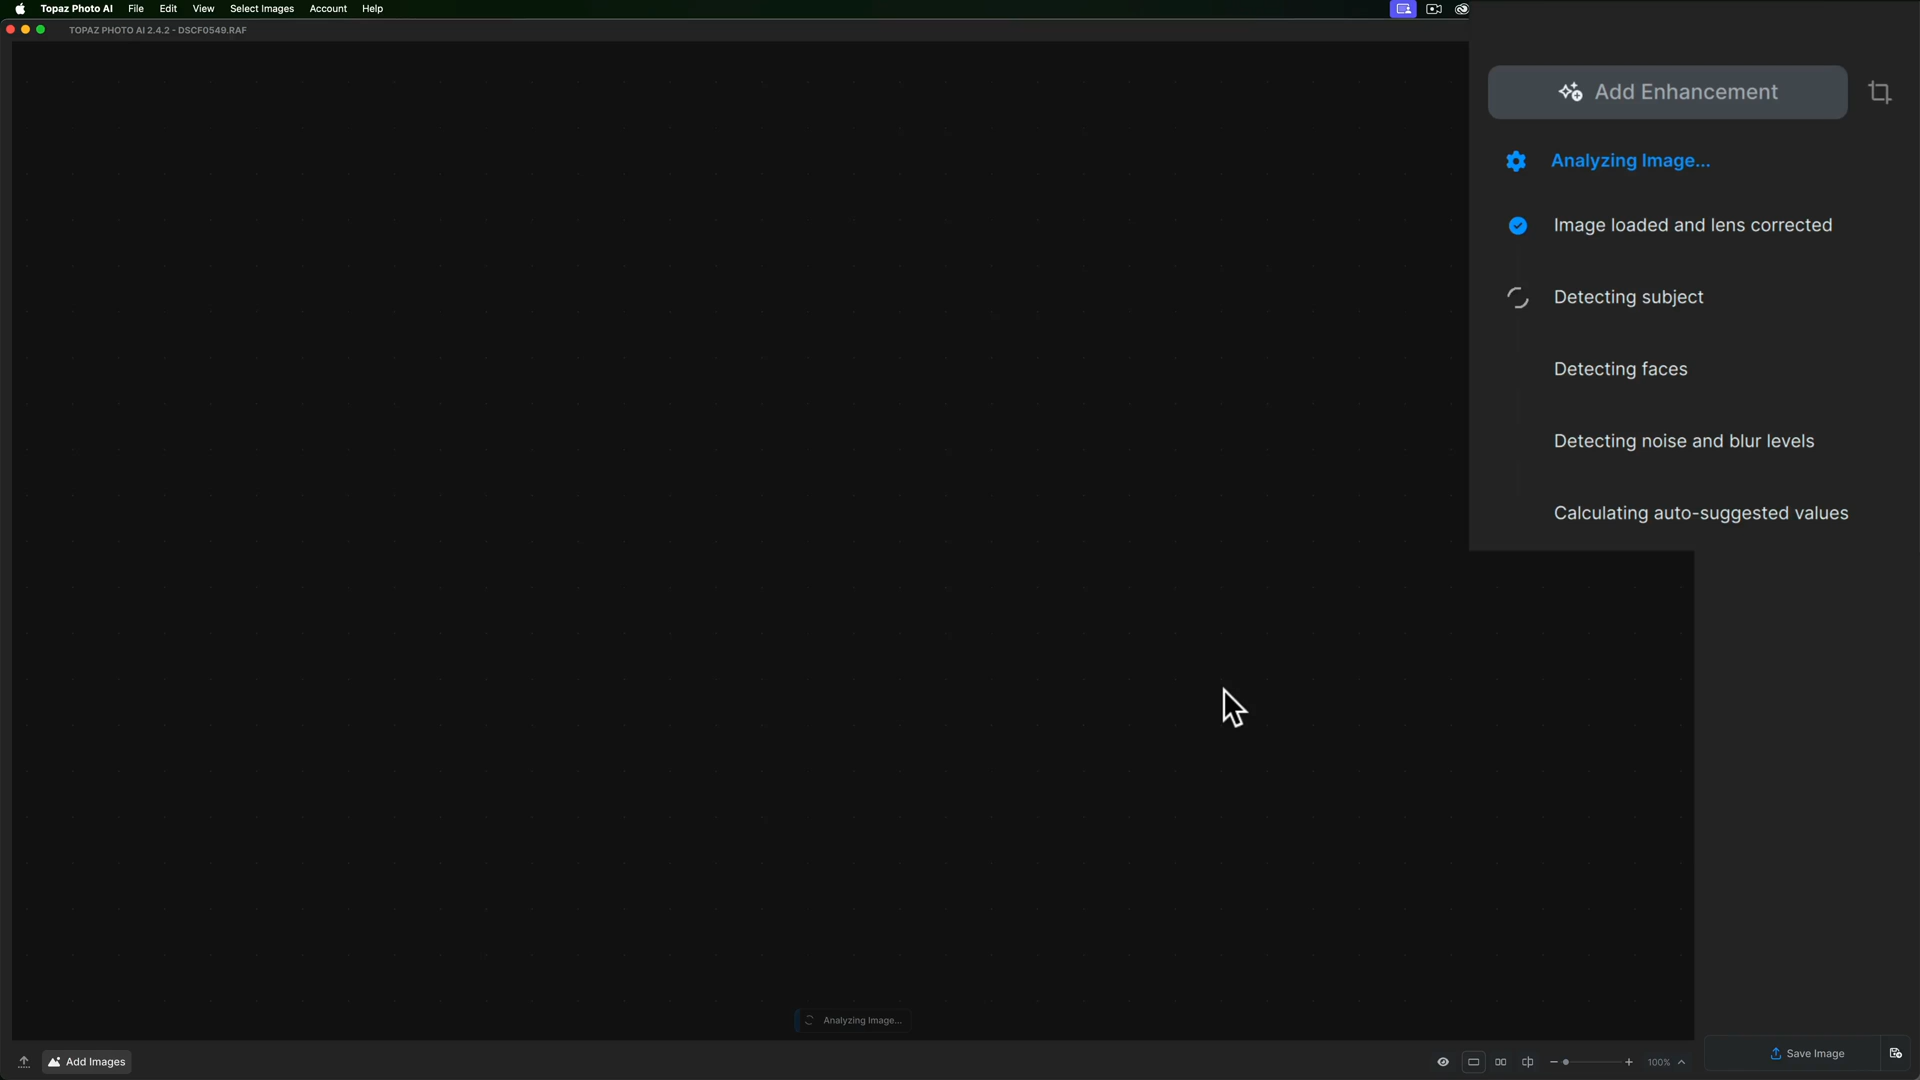 Topaz Photo AI File Edit View Select Images Account Help
TOPAZ PHOTO AI 2.4.2 - DSCF0549.RAF
Add Enhancement
Analyzing Image...
Image loaded and lens corrected
Detecting subject
Detecting faces
Detecting noise and blur levels
Calculating auto-suggested values
Analyzing Image...
Add Images
100%
Save Image